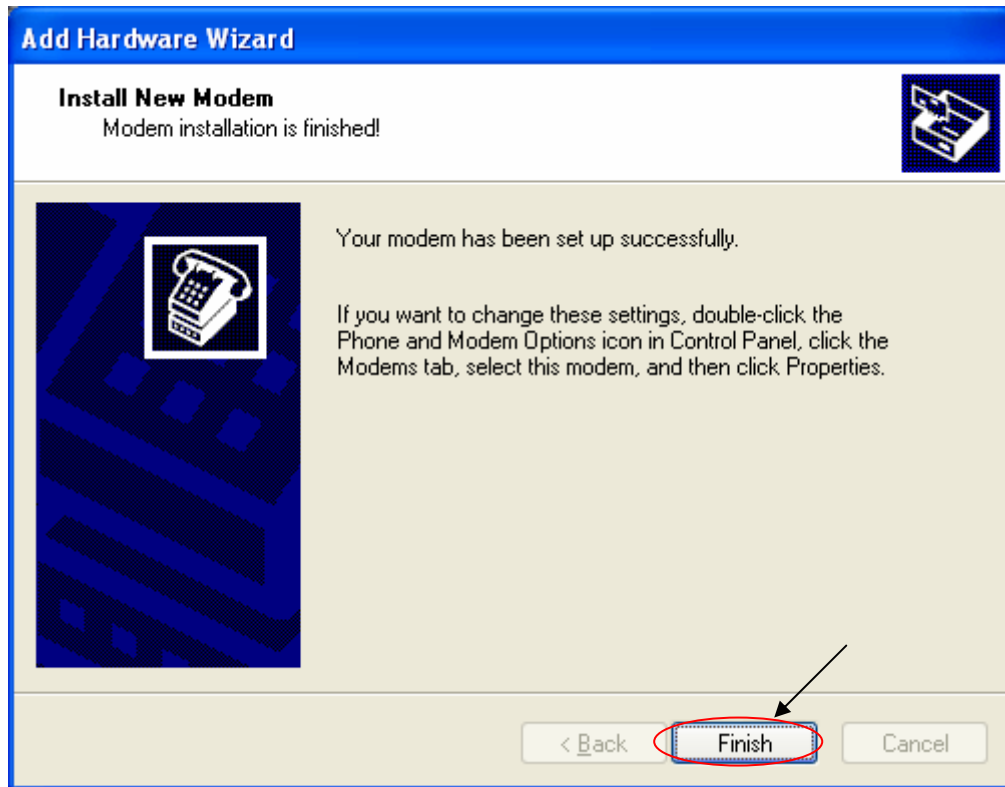 Add Hardware Wizard
Install New Modem
Modem installation is finished!
Your modem has been set up successfully.
If you want to change these settings, double-click the
Phone and Modem Options icon in Control Panel, click the
Modems tab, select this modem, and then click Properties.
< Back
Finish
Cancel